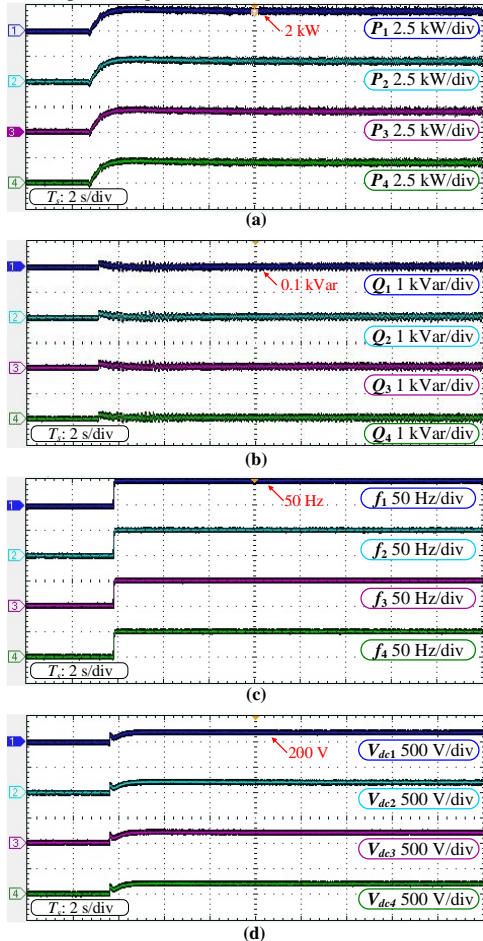 1
2 kW
P1 2.5 kW/div
2
P2 2.5 kW/div
3
P3 2.5 kW/div
4
P4 2.5 kW/div
Ts: 2 s/div
(a)
1
0.1 kVar
Q1 1 kVar/div
2
Q2 1 kVar/div
3
Q3 1 kVar/div
4
Q4 1 kVar/div
Ts: 2 s/div
(b)
1
50 Hz
f1 50 Hz/div
2
f2 50 Hz/div
3
f3 50 Hz/div
4
f4 50 Hz/div
Ts: 2 s/div
(c)
1
200 V
Vdc1 500 V/div
2
Vdc2 500 V/div
3
Vdc3 500 V/div
4
Vdc4 500 V/div
Ts: 2 s/div
(d)